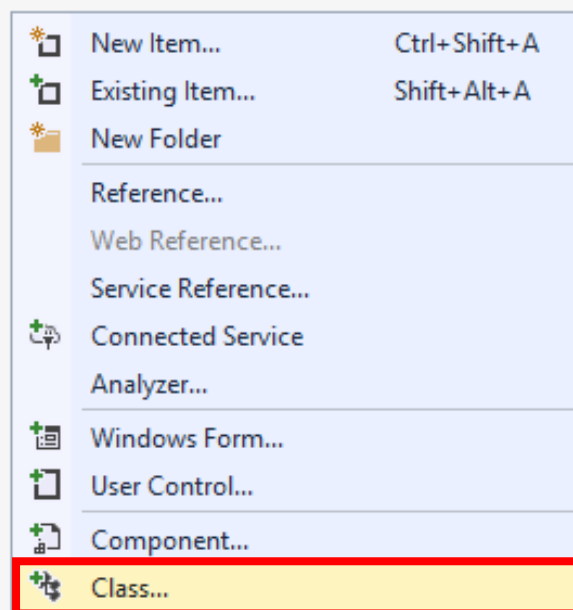 New Item... Ctrl+Shift+A
Existing Item... Shift+Alt+A
New Folder
Reference...
Web Reference...
Service Reference...
Connected Service
Analyzer...
Windows Form...
User Control...
Component...
Class...